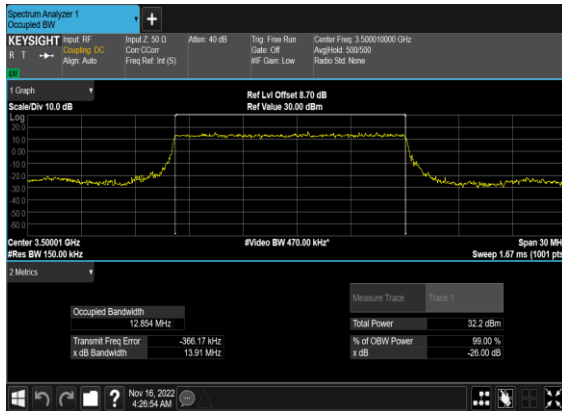 Spectrum Analyzer 1
Occupied BW
KEYSIGHT
R T
LXI
Input: RF
Coupling: DC
Align: Auto
Input Z: 50 Ω
Corr CCorr
Freq Ref: Int (S)
Atten: 40 dB
Trig: Free Run
Gate: Off
#IF Gain: Low
Center Freq: 3.500010000 GHz
Avg|Hold: 500/500
Radio Std: None
1 Graph
Scale/Div 10.0 dB
Ref Lvl Offset 8.70 dB
Ref Value 30.00 dBm
Log
20.0
10.0
0.00
-10.0
-20.0
-30.0
-40.0
-50.0
-60.0
Center 3.50001 GHz
#Res BW 150.00 kHz
#Video BW 470.00 kHz*
Span 30 MH
Sweep 1.67 ms (1001 pts
2 Metrics
Occupied Bandwidth
12.854 MHz
Transmit Freq Error -366.17 kHz
x dB Bandwidth 13.91 MHz
Measure Trace Trace 1
Total Power 32.2 dBm
% of OBW Power 99.00 %
x dB -26.00 dB
?
Nov 16, 2022
4:26:54 AM